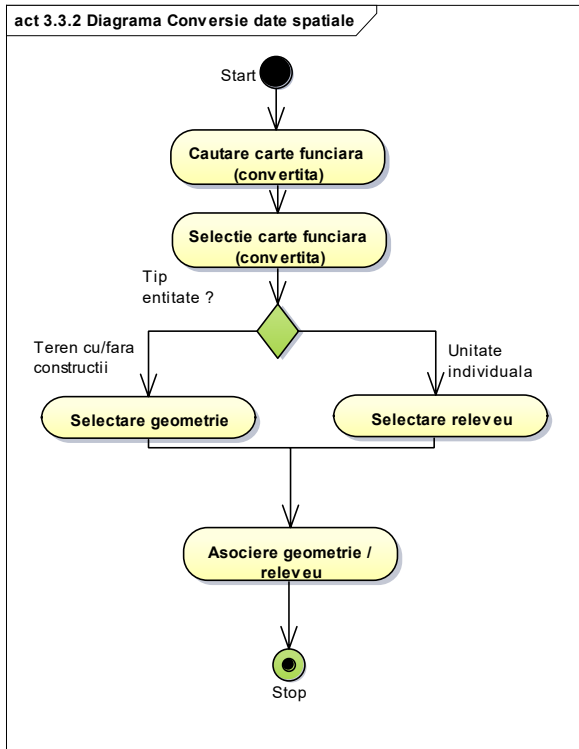 act 3.3.2 Diagrama Conversie date spatiale
Start
Cautare carte funciara
(convertita)
Selectie carte funciara
(convertita)
Tip
entitate ?
Teren cu/fara
constructii
Unitate
individuala
Selectare geometrie
Selectare releveu
Asociere geometrie /
releveu
Stop